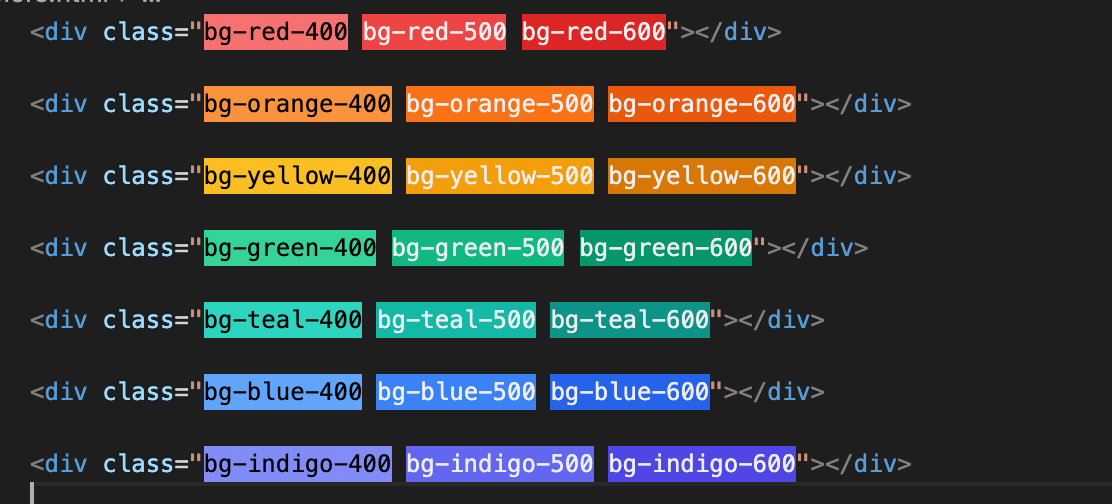 <div class="bg-red-400 bg-red-500 bg-red-600"></div>
<div class="bg-orange-400 bg-orange-500 bg-orange-600"></div>
<div class="bg-yellow-400 bg-yellow-500 bg-yellow-600"></div>
<div class="bg-green-400 bg-green-500 bg-green-600"></div>
<div class="bg-teal-400 bg-teal-500 bg-teal-600"></div>
<div class="bg-blue-400 bg-blue-500 bg-blue-600"></div>
<div class="bg-indigo-400 bg-indigo-500 bg-indigo-600"></div>